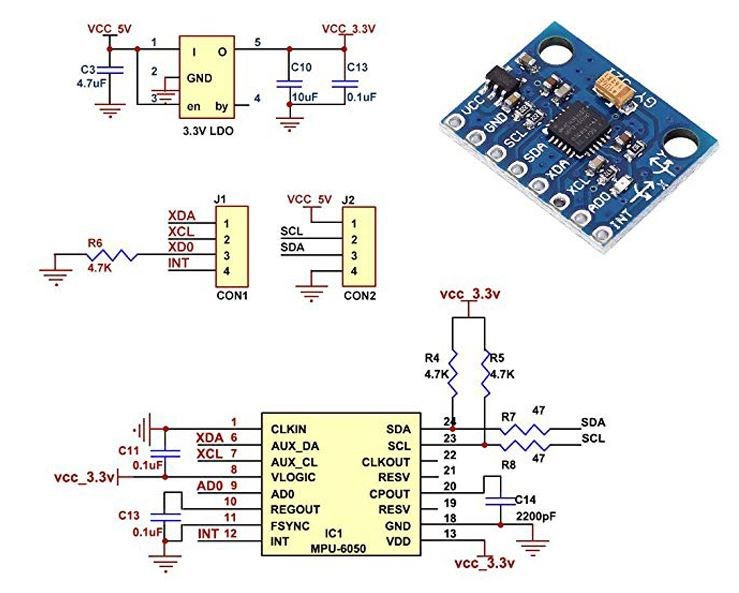 VCC_5V
VCC_3.3V
1
I
O
5
C3
4.7uF
2
GND
C10
10uF
C13
0.1uF
3
en
by
4
3.3V LDO
VCC
GND
SCL
SDA
XDA
XCL
ADO
INT
Y
X
J1
XDA
1
XCL
2
XD0
3
INT
4
CON1
R6
4.7K
VCC_5V
J2
1
SCL
2
SDA
3
4
CON2
vcc_3.3v
R4
4.7K
R5
4.7K
R7
47
SDA
SCL
R8
47
1
CLKIN
SDA
24
XDA 6
AUX_DA
SCL
23
XCL 7
AUX_CL
CLKOUT
22
C11
0.1uF
vcc_3.3v
8
VLOGIC
RESV
21
AD0 9
AD0
CPOUT
20
10
REGOUT
RESV
19
C13
0.1uF
11
FSYNC
GND
18
INT 12
INT
VDD
13
IC1
MPU-6050
C14
2200pF
vcc_3.3v